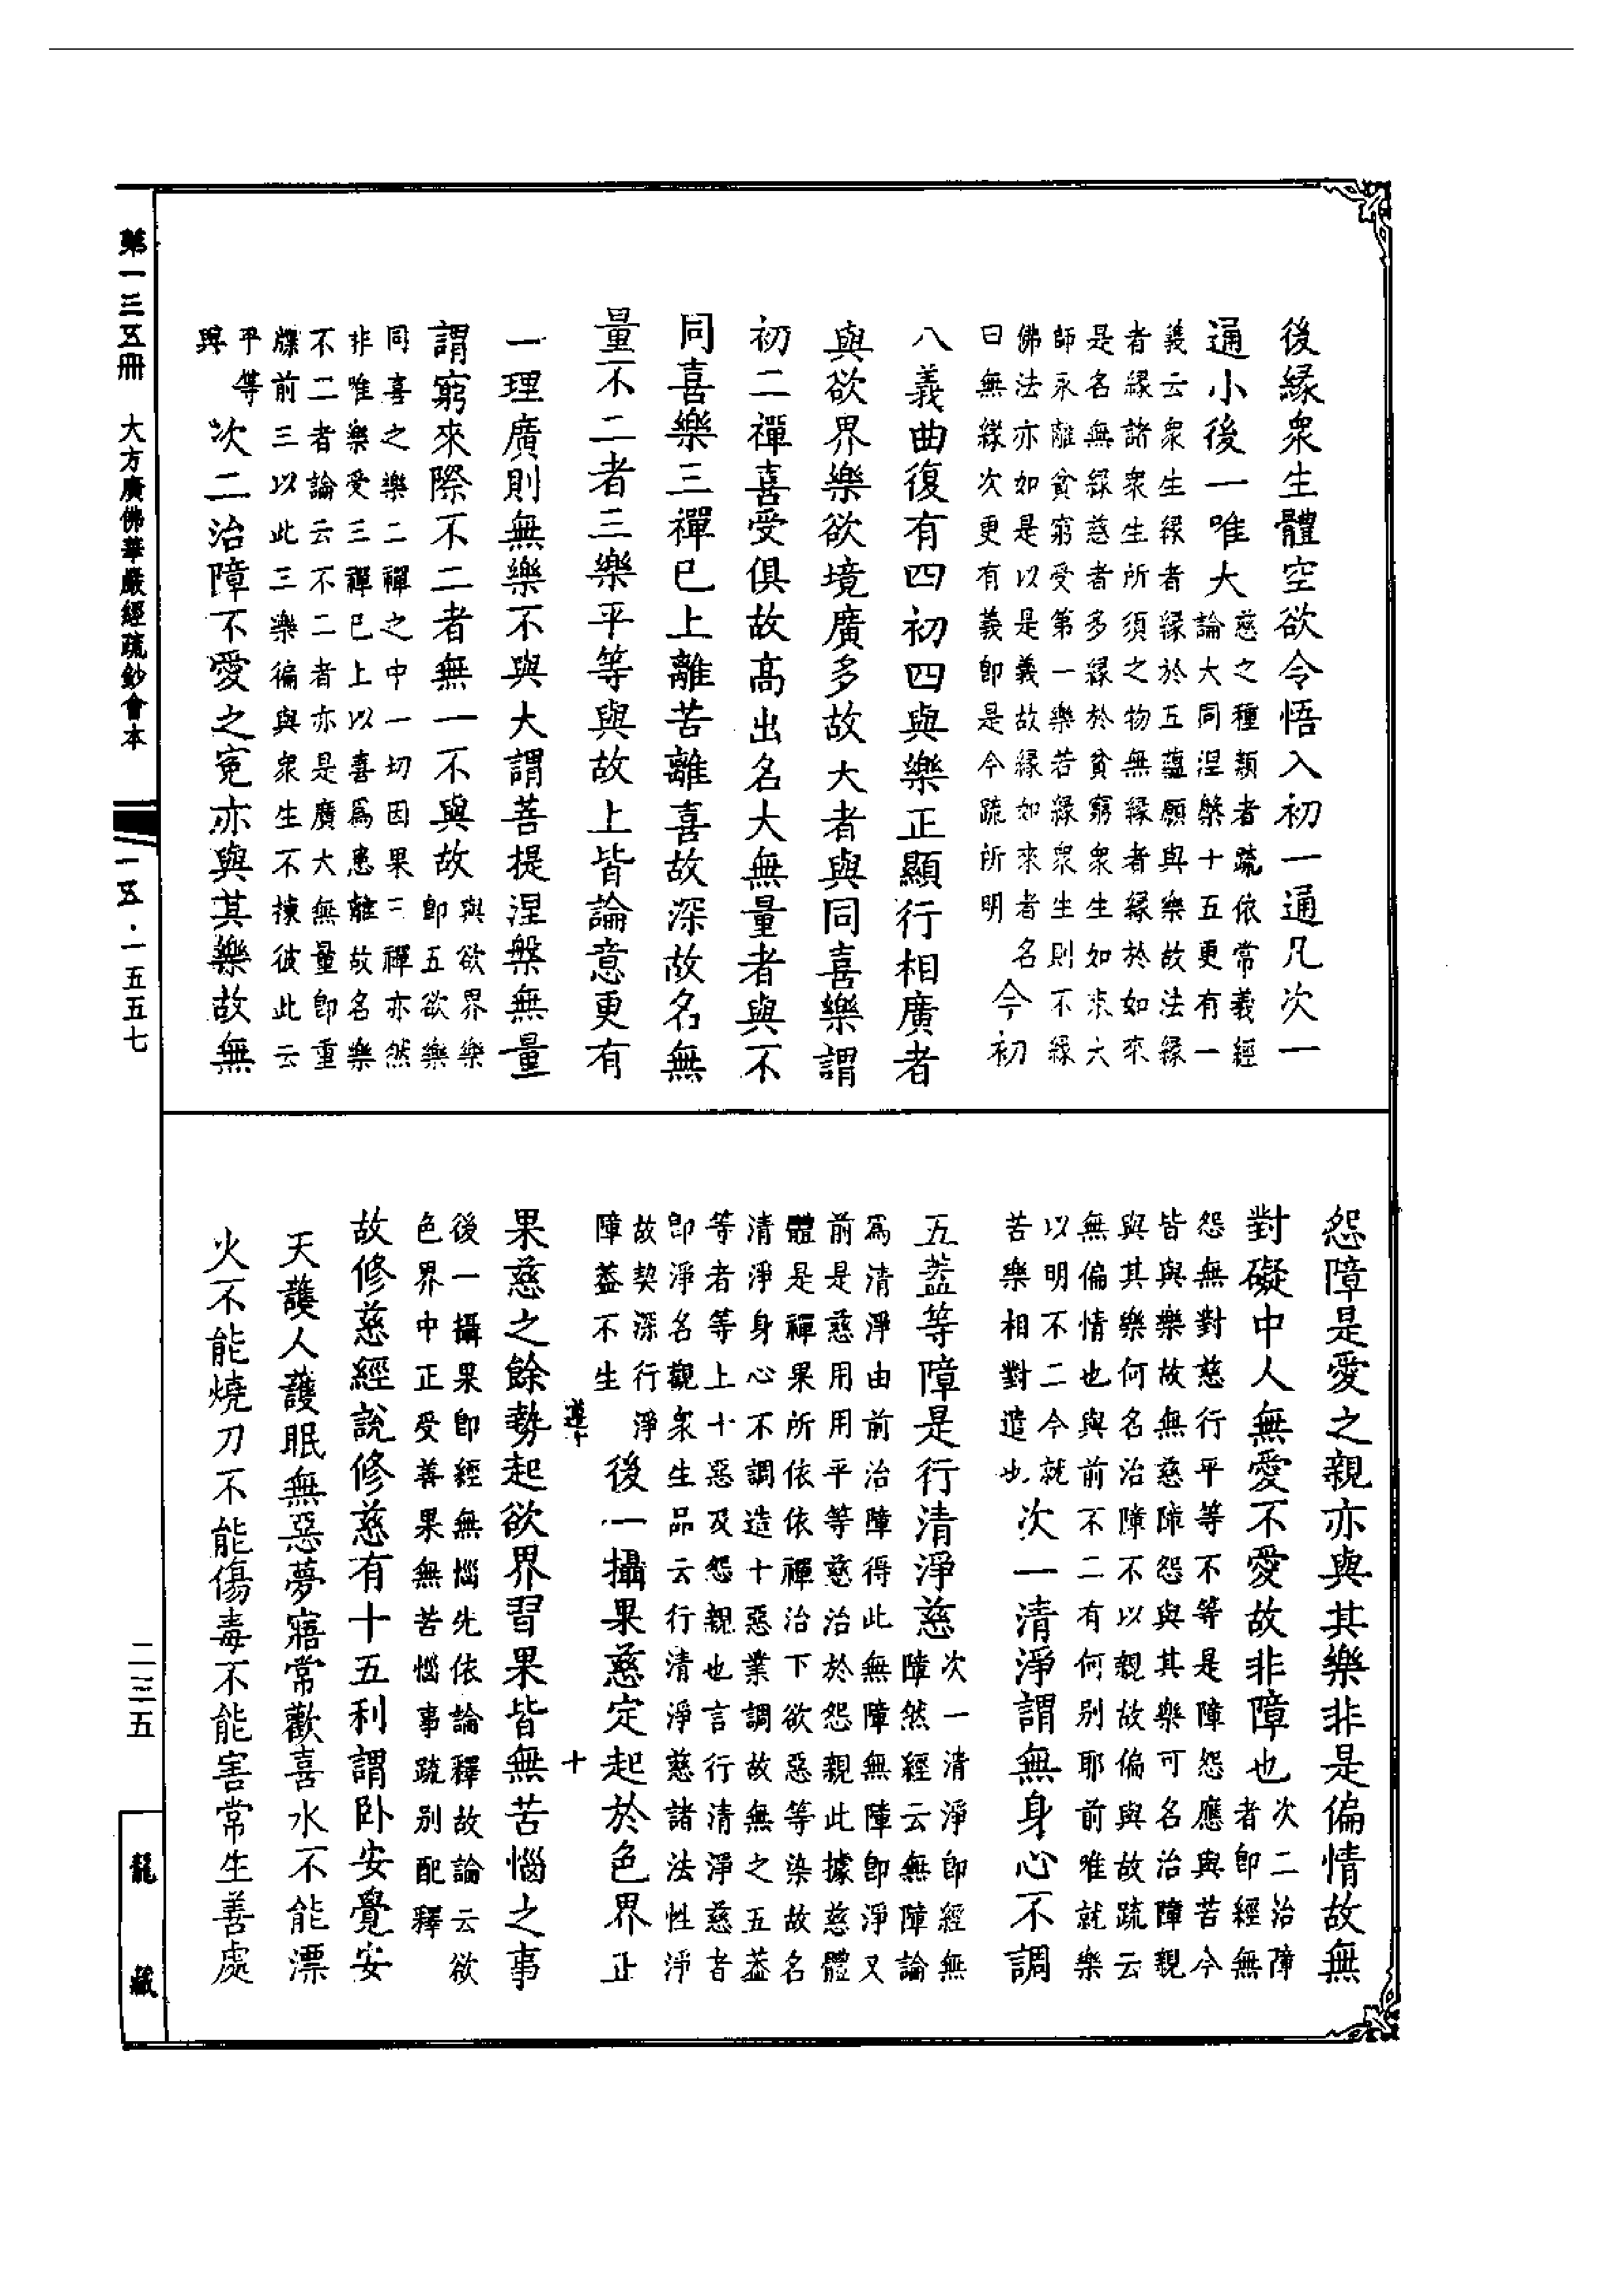 後緣衆生體空欲令悟入初一通凡次一
通小後一唯大
慈之種類者疏依常義經
論大同涅槃十五更有一
義云衆生緣者緣於五蘊願與樂故法緣
者緣諸衆生所須之物無緣者緣於如來
是名無緣慈者多緣於貧窮衆生如來大
師永離貧窮受第一樂若緣衆生則不緣
佛法亦如是以是義故緣如來者名
曰無緣次更有義即是今疏所明
今初
八義曲復有四初四與樂正顯行相廣者
與欲界樂欲境廣多故大者與同喜樂謂
初二禪喜受俱故高出名大無量者與不
同喜樂三禪已上離苦離喜故深故名無
量不二者三樂平等與故上皆論意更有
一理廣則無樂不與大謂菩提涅槃無量
謂窮來際不二者無一不與故
與欲界樂
即五欲樂
同喜之樂二禪之中一切因果三禪亦然
非唯樂受三禪已上以喜爲患離故名樂
不二者論云不二者亦是廣大無量即重
牒前三以此三樂徧與衆生不揀彼此云
平等
與
次二治障不愛之寃亦與其樂故無
怨障是愛之親亦與其樂非是偏情故無
對礙中人無愛不愛故非障也
次二治障
者即經無
怨無對慈行平等不等是障怨應與苦今
皆與樂故無慈障怨與其樂可名治障親
與其樂何名治障不以親故偏與故疏云
無偏情也與前不二有何別耶前唯就樂
以明不二今就
苦樂相對遣也
次一清淨謂無身心不調
五蓋等障是行清淨慈
次一清淨即經無
障然經云無障論
爲清淨由前治障得此無障無障即淨又
前是慈用用平等慈治於怨親此據慈體
體是禪果所依依禪治下欲惡等染故名
清淨身心不調造十惡業調故無之五蓋
等者等上十惡及怨親也言行清淨慈者
即淨名觀衆生品云行清淨慈諸法性淨
故契深行淨
障蓋不生
後一攝果慈定起於色界正
遵十
十
果慈之餘勢起欲界習果皆無苦惱之事
後一攝果即經無惱先依論釋故論云欲
色界中正受善果無苦惱事疏别配釋
故修慈經說修慈有十五利謂卧安覺安
天護人護眠無惡夢寤常歡喜水不能漂
火不能燒刀不能傷毒不能害常生善處
第一三五冊 大方廣佛華嚴經疏鈔會本
一五·一五五七
二三五
龍藏